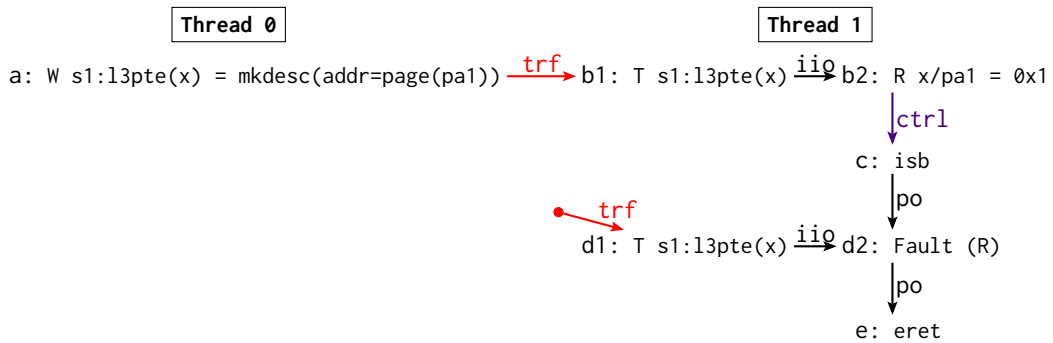 Thread 0
Thread 1
a: W s1:l3pte(x) = mkdesc(addr=page(pa1))
trf
b1: T s1:l3pte(x)
iio
b2: R x/pa1 = 0x1
ctrl
c: isb
po
trf
d1: T s1:l3pte(x)
iio
d2: Fault (R)
po
e: eret